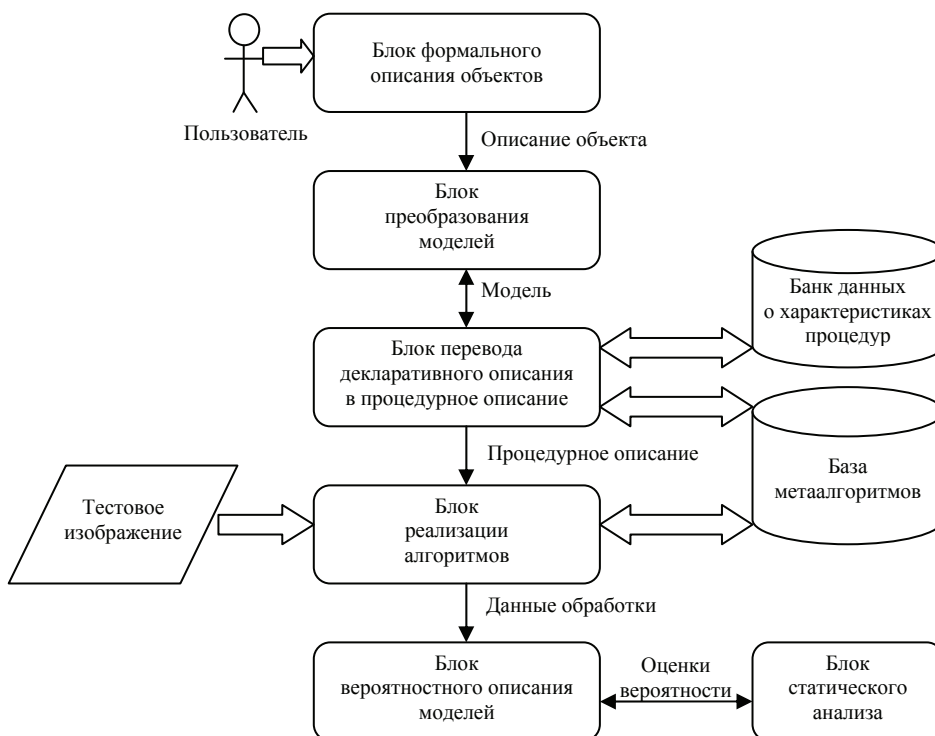 Блок формального
описания объектов
Пользователь
Описание объекта
Блок
преобразования
моделей
Модель
Банк данных
о характеристиках
процедур
Блок перевода
декларативного описания
в процедурное описание
Процедурное описание
База
метаалгоритмов
Тестовое
изображение
Блок
реализации
алгоритмов
Данные обработки
Блок
вероятностного описания
моделей
Оценки
вероятности
Блок
статического
анализа